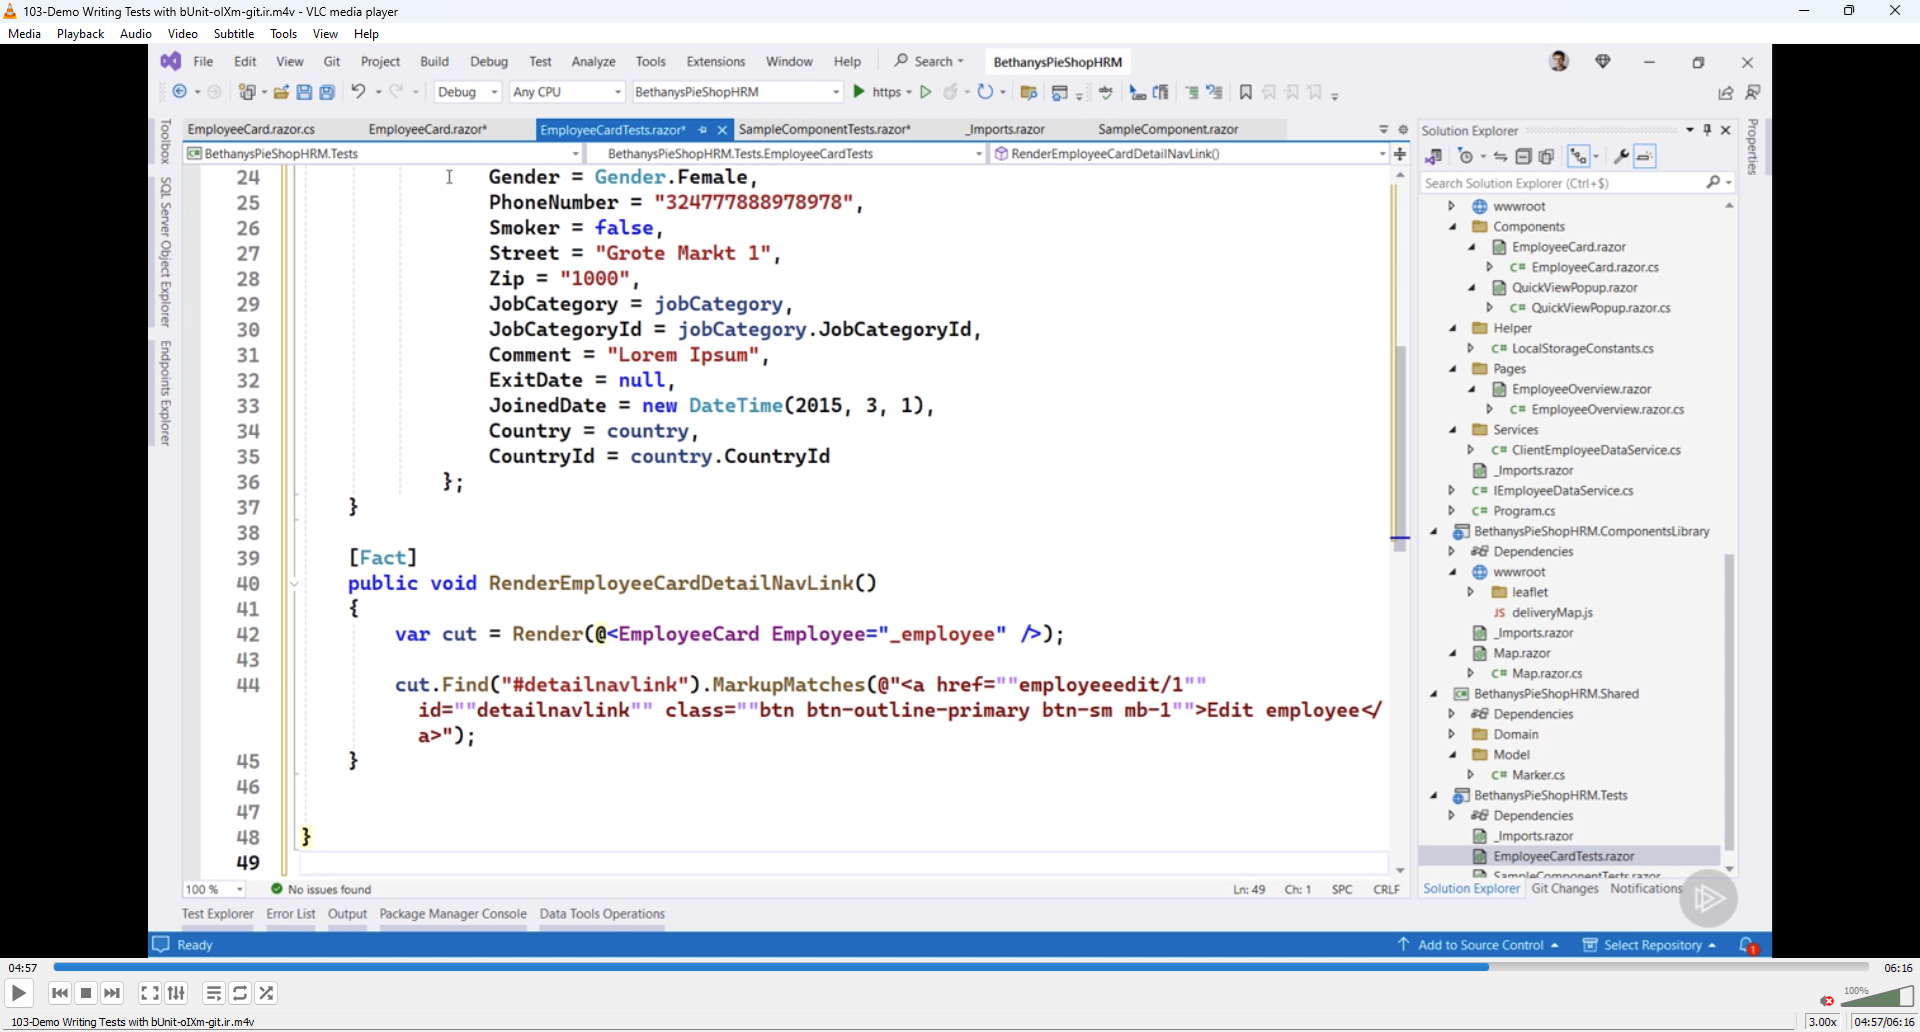 103-Demo Writing Tests with bUnit-oIXm-git.ir.m4v - VLC media player
Media Playback Audio Video Subtitle Tools View Help
File Edit View Git Project Build Debug Test Analyze Tools Extensions Window Help Search BethanysPieShopHRM
Debug Any CPU BethanysPieShopHRM https
EmployeeCard.razor.cs EmployeeCard.razor* EmployeeCardTests.razor* SampleComponentTests.razor* _Imports.razor SampleComponent.razor
BethanysPieShopHRM.Tests BethanysPieShopHRM.Tests.EmployeeCardTests RenderEmployeeCardDetailNavLink()
Toolbox
SQL Server Object Explorer
Endpoints Explorer
24 Gender = Gender.Female,
25 PhoneNumber = "324777888978978",
26 Smoker = false,
27 Street = "Grote Markt 1",
28 Zip = "1000",
29 JobCategory = jobCategory,
30 JobCategoryId = jobCategory.JobCategoryId,
31 Comment = "Lorem Ipsum",
32 ExitDate = null,
33 JoinedDate = new DateTime(2015, 3, 1),
34 Country = country,
35 CountryId = country.CountryId
36 };
37 }
38
39 [Fact]
40 public void RenderEmployeeCardDetailNavLink()
41 {
42 var cut = Render(@<EmployeeCard Employee="_employee" />);
43
44 cut.Find("#detailnavlink").MarkupMatches(@"<a href=""employeeedit/1""
id=""detailnavlink"" class=""btn btn-outline-primary btn-sm mb-1"">Edit employee</
a>");
45 }
46
47
48 }
49
100 % No issues found Ln: 49 Ch: 1 SPC CRLF
Solution Explorer
Search Solution Explorer (Ctrl+$)
wwwroot
Components
EmployeeCard.razor
C# EmployeeCard.razor.cs
QuickViewPopup.razor
C# QuickViewPopup.razor.cs
Helper
C# LocalStorageConstants.cs
Pages
EmployeeOverview.razor
C# EmployeeOverview.razor.cs
Services
C# ClientEmployeeDataService.cs
_Imports.razor
C# IEmployeeDataService.cs
C# Program.cs
BethanysPieShopHRM.ComponentsLibrary
Dependencies
wwwroot
leaflet
JS deliveryMap.js
_Imports.razor
Map.razor
C# Map.razor.cs
BethanysPieShopHRM.Shared
Dependencies
Domain
Model
C# Marker.cs
BethanysPieShopHRM.Tests
Dependencies
_Imports.razor
EmployeeCardTests.razor
SampleComponentTests.razor
Solution Explorer Git Changes Notifications
Properties
Test Explorer Error List Output Package Manager Console Data Tools Operations
Ready Add to Source Control Select Repository 1
04:57 06:16
100%
103-Demo Writing Tests with bUnit-oIXm-git.ir.m4v 3.00x 04:57/06:16